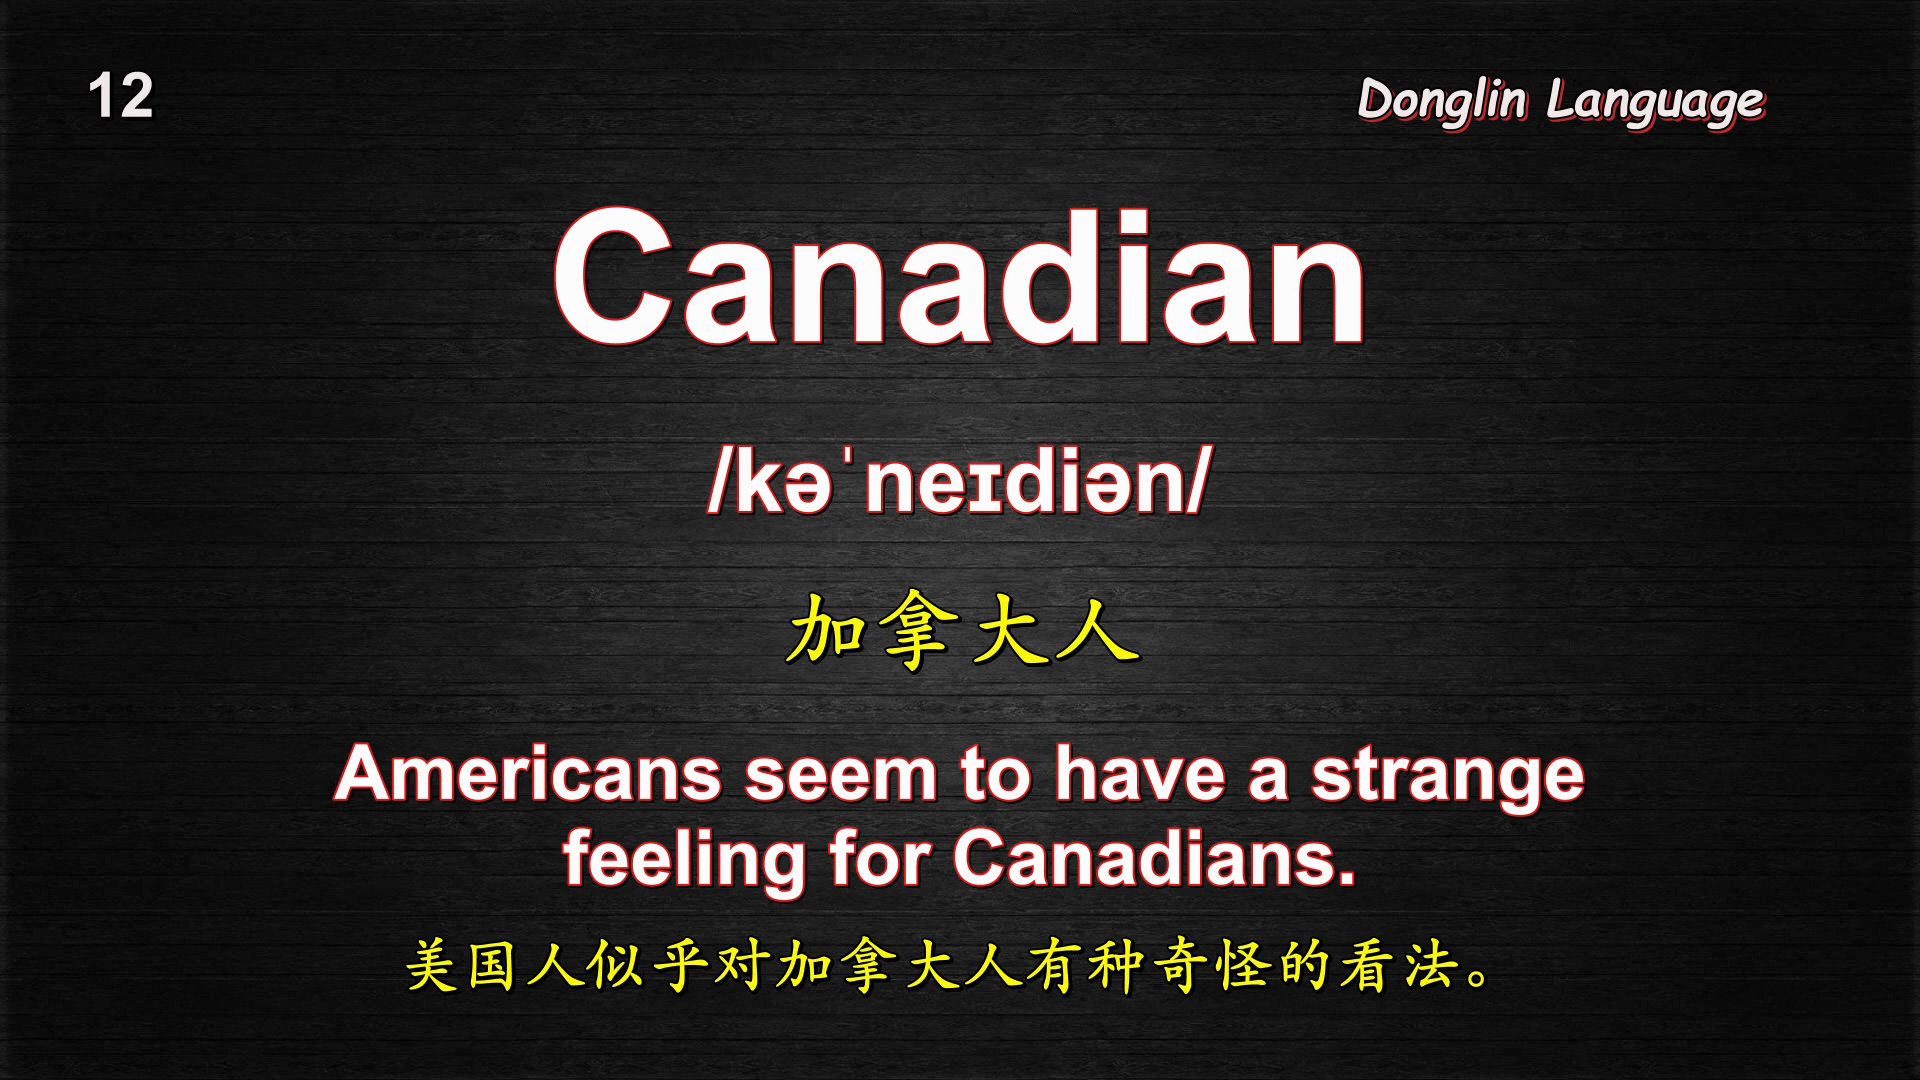 12
Donglin Language
Canadian
/kəˈneɪdiən/
加拿大人
Americans seem to have a strange
feeling for Canadians.
美国人似乎对加拿大人有种奇怪的看法。